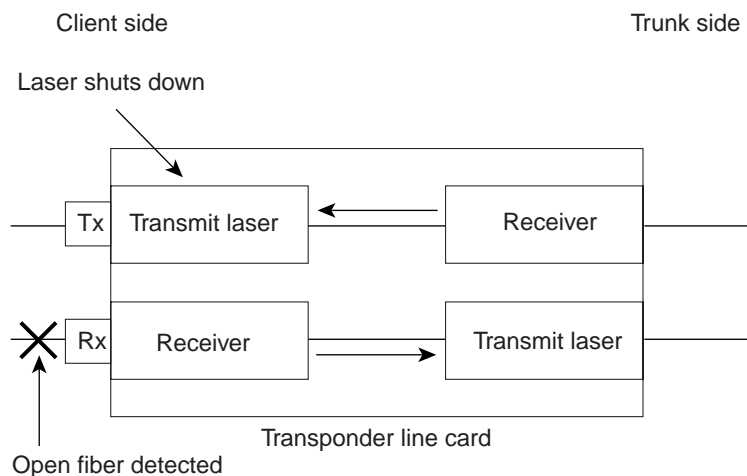 Client side
Trunk side
Laser shuts down
Tx
Transmit laser
Receiver
Rx
Receiver
Transmit laser
Transponder line card
Open fiber detected